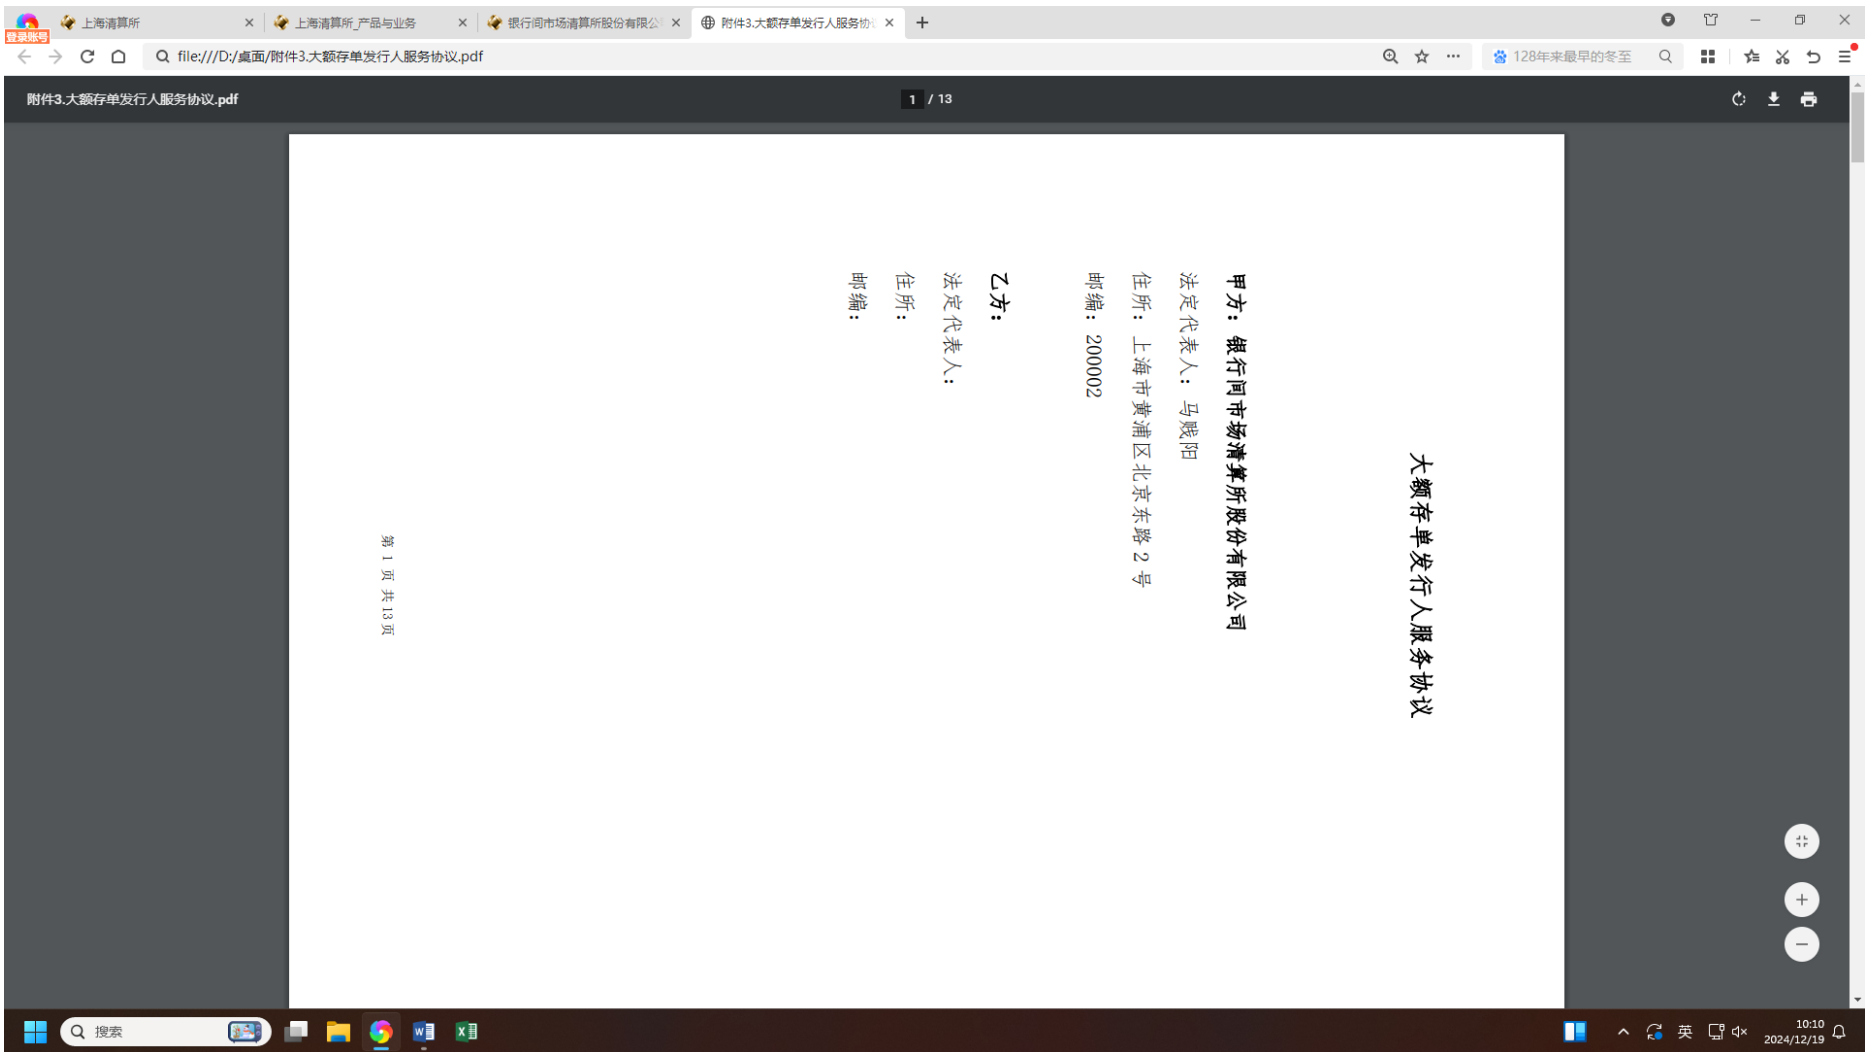 上海清算所
上海清算所_产品与业务
银行间市场清算所股份有限公
附件3.大额存单发行人服务协
登录账号
file:///D:/桌面/附件3.大额存单发行人服务协议.pdf
128年来最早的冬至
附件3.大额存单发行人服务协议.pdf
1 / 13
大额存单发行人服务协议
甲方：银行间市场清算所股份有限公司
法定代表人：马贱阳
住所：上海市黄浦区北京东路 2 号
邮编：200002
乙方：
法定代表人：
住所：
邮编：
第 1 页 共 13 页
搜索
英
10:10
2024/12/19